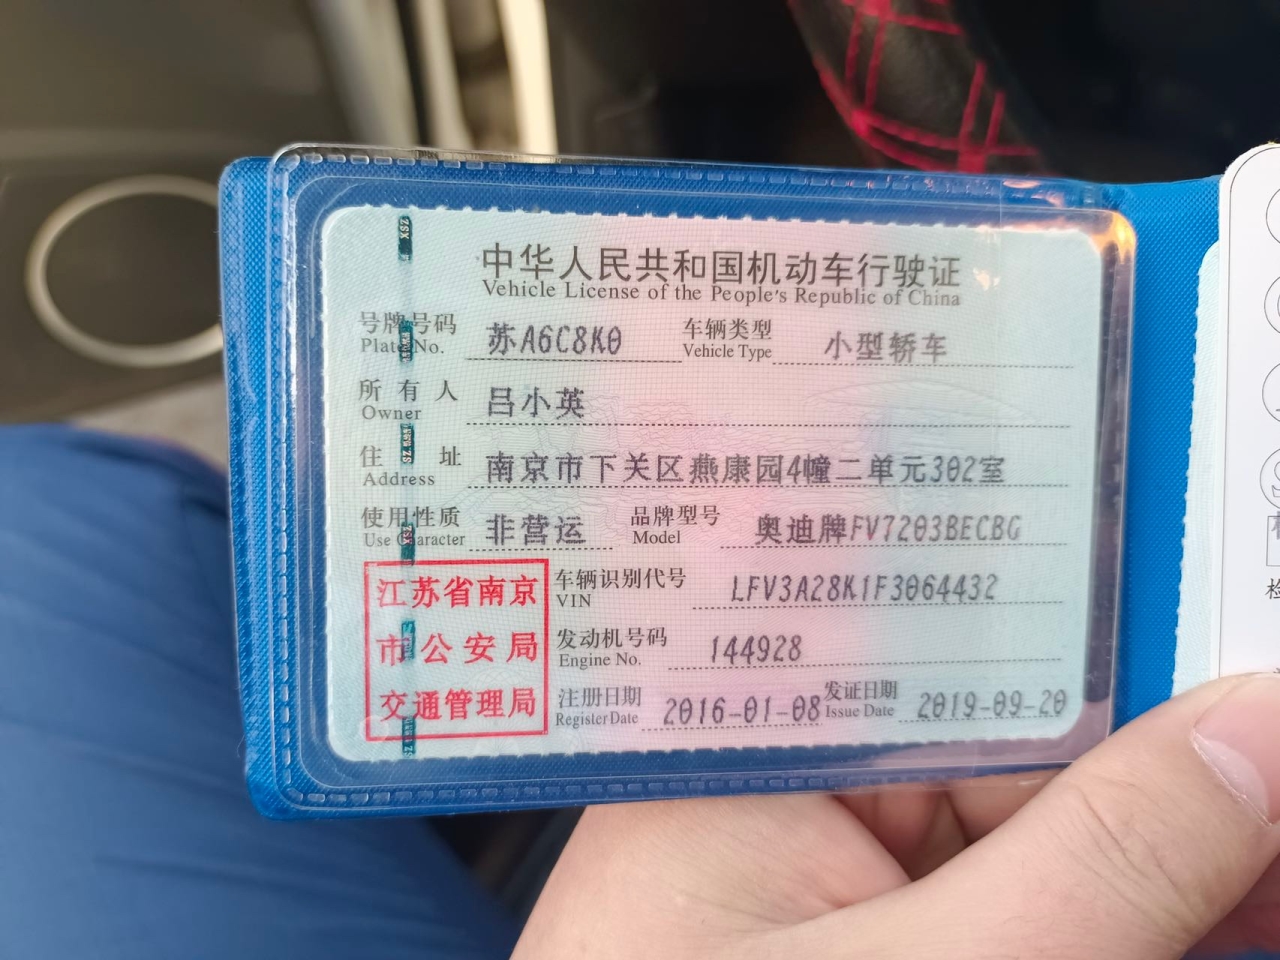 中华人民共和国机动车行驶证
Vehicle License of the People's Republic of China
号牌号码 苏A6C8K0 车辆类型 小型轿车
Plate No. Vehicle Type
所有人 吕小英
Owner
住址 南京市下关区燕康园4幢二单元302室
Address
使用性质 非营运 品牌型号 奥迪牌FV7203BECBG
Use Character Model
车辆识别代号 LFV3A28K1F3064432
VIN
发动机号码 144928
Engine No.
注册日期 2016-01-08 发证日期 2019-09-20
Register Date Issue Date
江苏省南京
市公安局
交通管理局